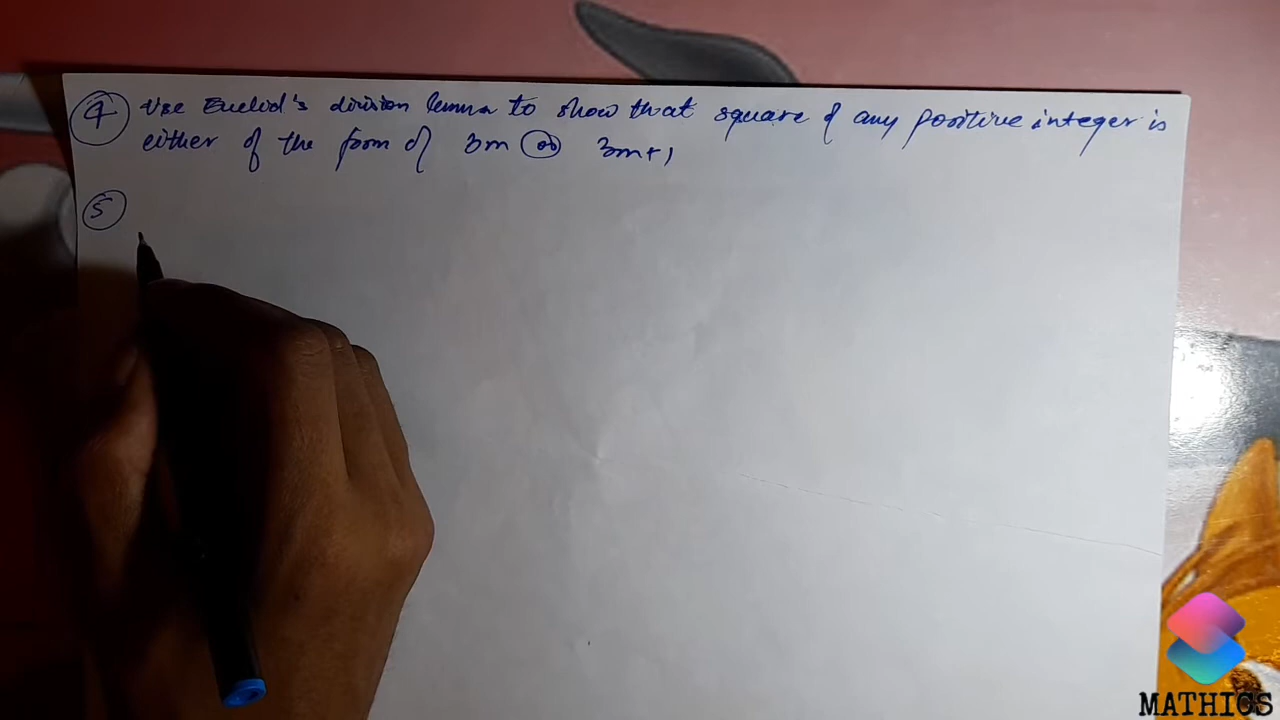 4 Use Euclid's division lemma to show that square of any positive integer is
either of the form of 3m or 3m+1
5
MATHICS